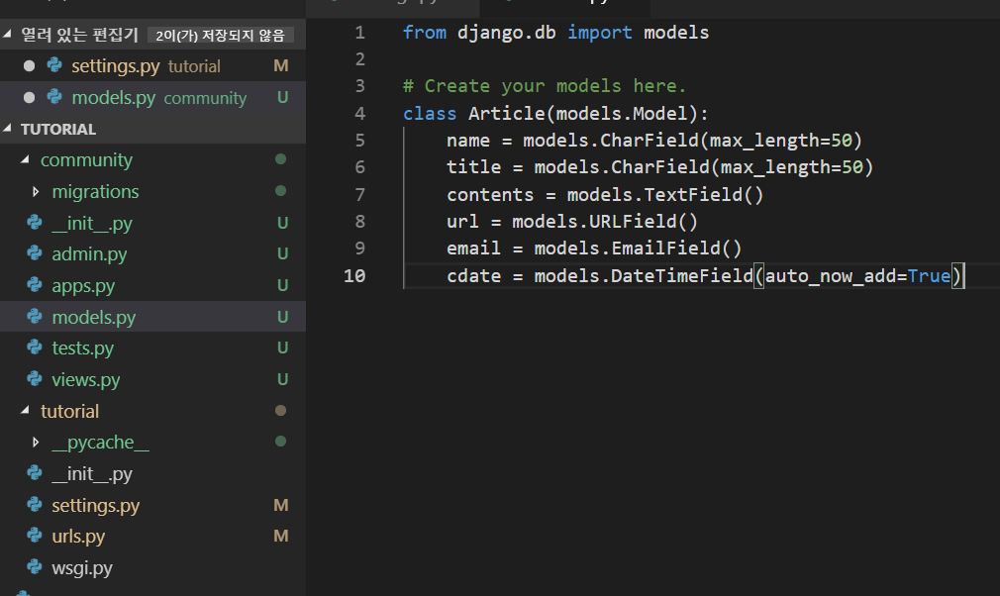 열려 있는 편집기 2이(가) 저장되지 않음
settings.py tutorial M
models.py community U
TUTORIAL
community
migrations
__init__.py U
admin.py U
apps.py U
models.py U
tests.py U
views.py U
tutorial
__pycache__
__init__.py
settings.py M
urls.py M
wsgi.py
1 from django.db import models
2
3 # Create your models here.
4 class Article(models.Model):
5 name = models.CharField(max_length=50)
6 title = models.CharField(max_length=50)
7 contents = models.TextField()
8 url = models.URLField()
9 email = models.EmailField()
10 cdate = models.DateTimeField(auto_now_add=True)